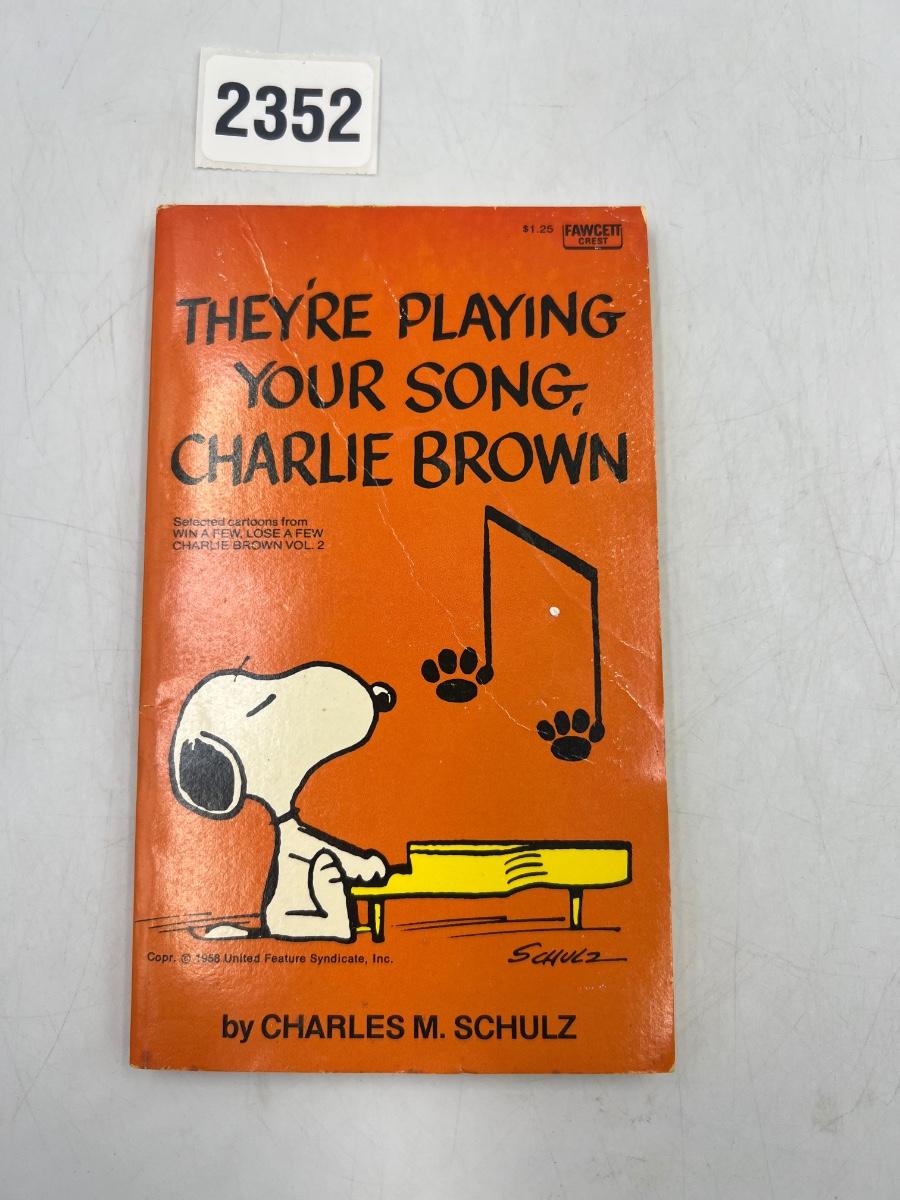 2352
$1.25 FAWCETT
CREST
THEY'RE PLAYING
YOUR SONG,
CHARLIE BROWN
Selected cartoons from
WIN A FEW, LOSE A FEW
CHARLIE BROWN VOL. 2
Copr. © 1958 United Feature Syndicate, Inc.
SCHULZ
by CHARLES M. SCHULZ